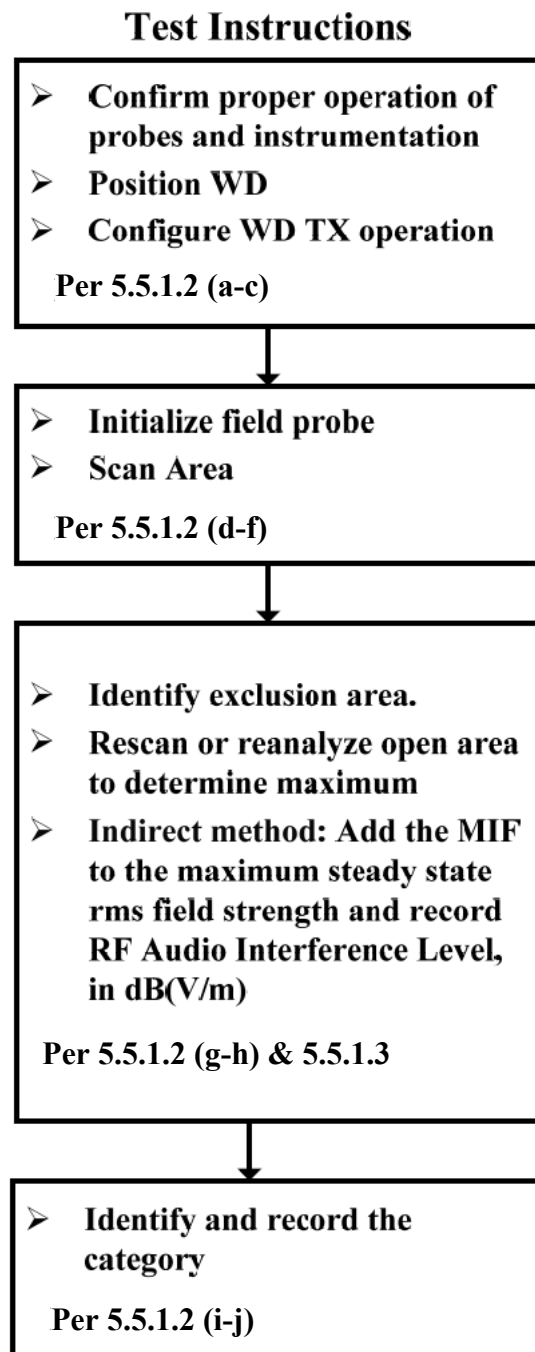 Test Instructions
➢ Confirm proper operation of
probes and instrumentation
➢ Position WD
➢ Configure WD TX operation
Per 5.5.1.2 (a-c)
➢ Initialize field probe
➢ Scan Area
Per 5.5.1.2 (d-f)
➢ Identify exclusion area.
➢ Rescan or reanalyze open area
to determine maximum
➢ Indirect method: Add the MIF
to the maximum steady state
rms field strength and record
RF Audio Interference Level,
in dB(V/m)
Per 5.5.1.2 (g-h) & 5.5.1.3
➢ Identify and record the
category
Per 5.5.1.2 (i-j)